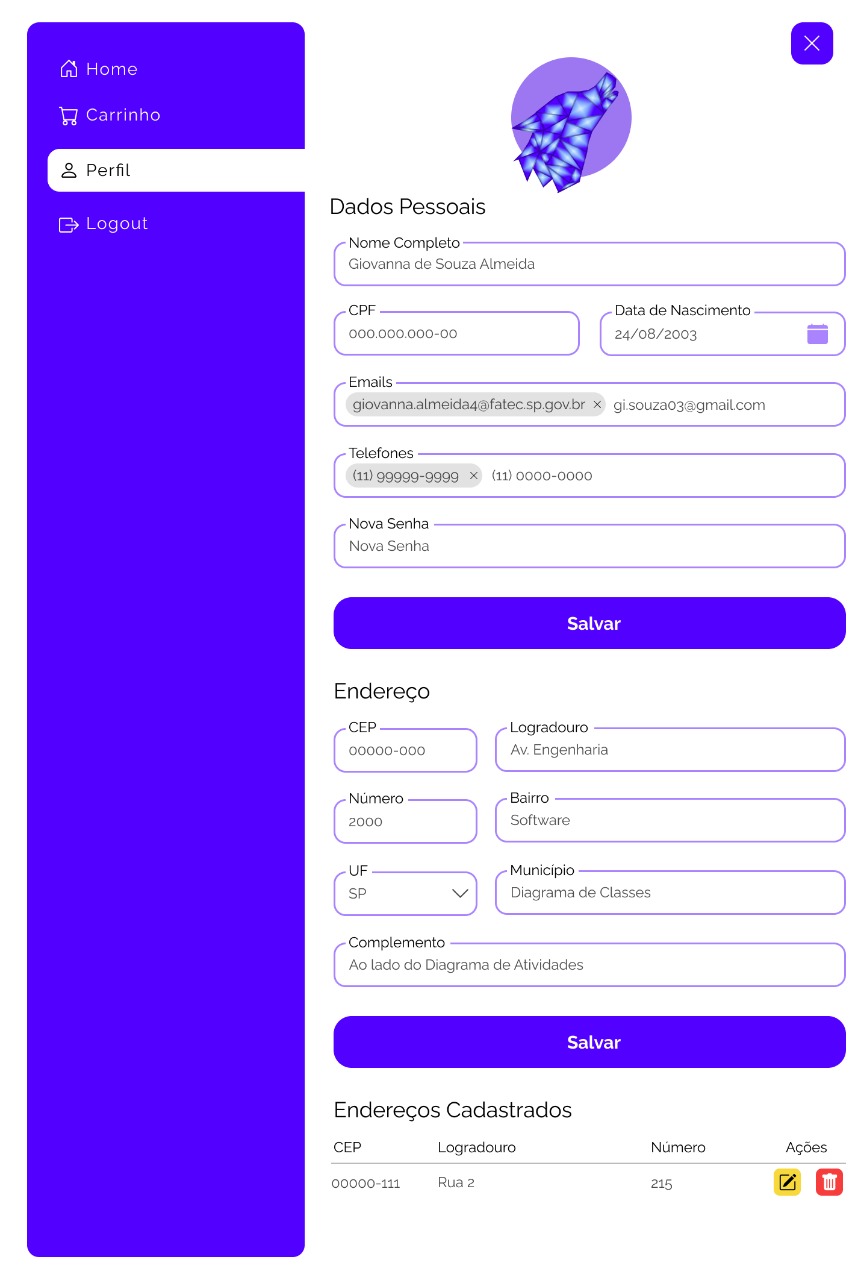 Home
Carrinho
Perfil
Logout
Dados Pessoais
Nome Completo
Giovanna de Souza Almeida
CPF
000.000.000-00
Data de Nascimento
24/08/2003
Emails
giovanna.almeida4@fatec.sp.gov.br × gi.souza03@gmail.com
Telefones
(11) 99999-9999 × (11) 0000-0000
Nova Senha
Nova Senha
Salvar
Endereço
CEP
00000-000
Logradouro
Av. Engenharia
Número
2000
Bairro
Software
UF
SP
Município
Diagrama de Classes
Complemento
Ao lado do Diagrama de Atividades
Salvar
Endereços Cadastrados
CEP Logradouro Número Ações
00000-111 Rua 2 215